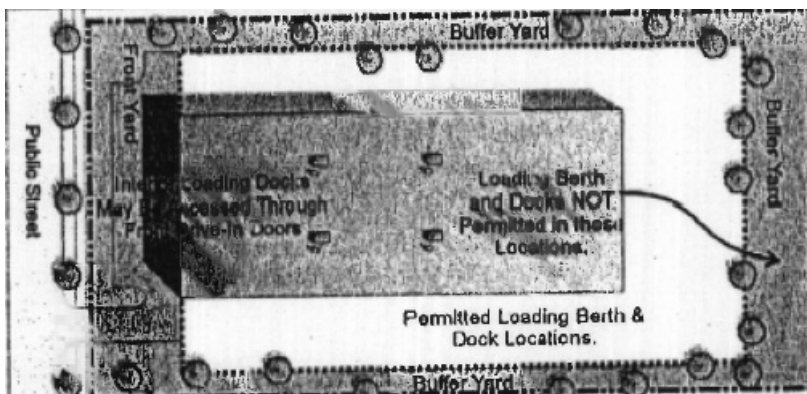 Buffer Yard
Front Yard
Public Street
Buffer Yard
Interior Loading Docks
May Be Accessed Through
Front Drive-In Doors
Loading Berth
and Docks NOT
Permitted in these
Locations.
Permitted Loading Berth &
Dock Locations.
Buffer Yard